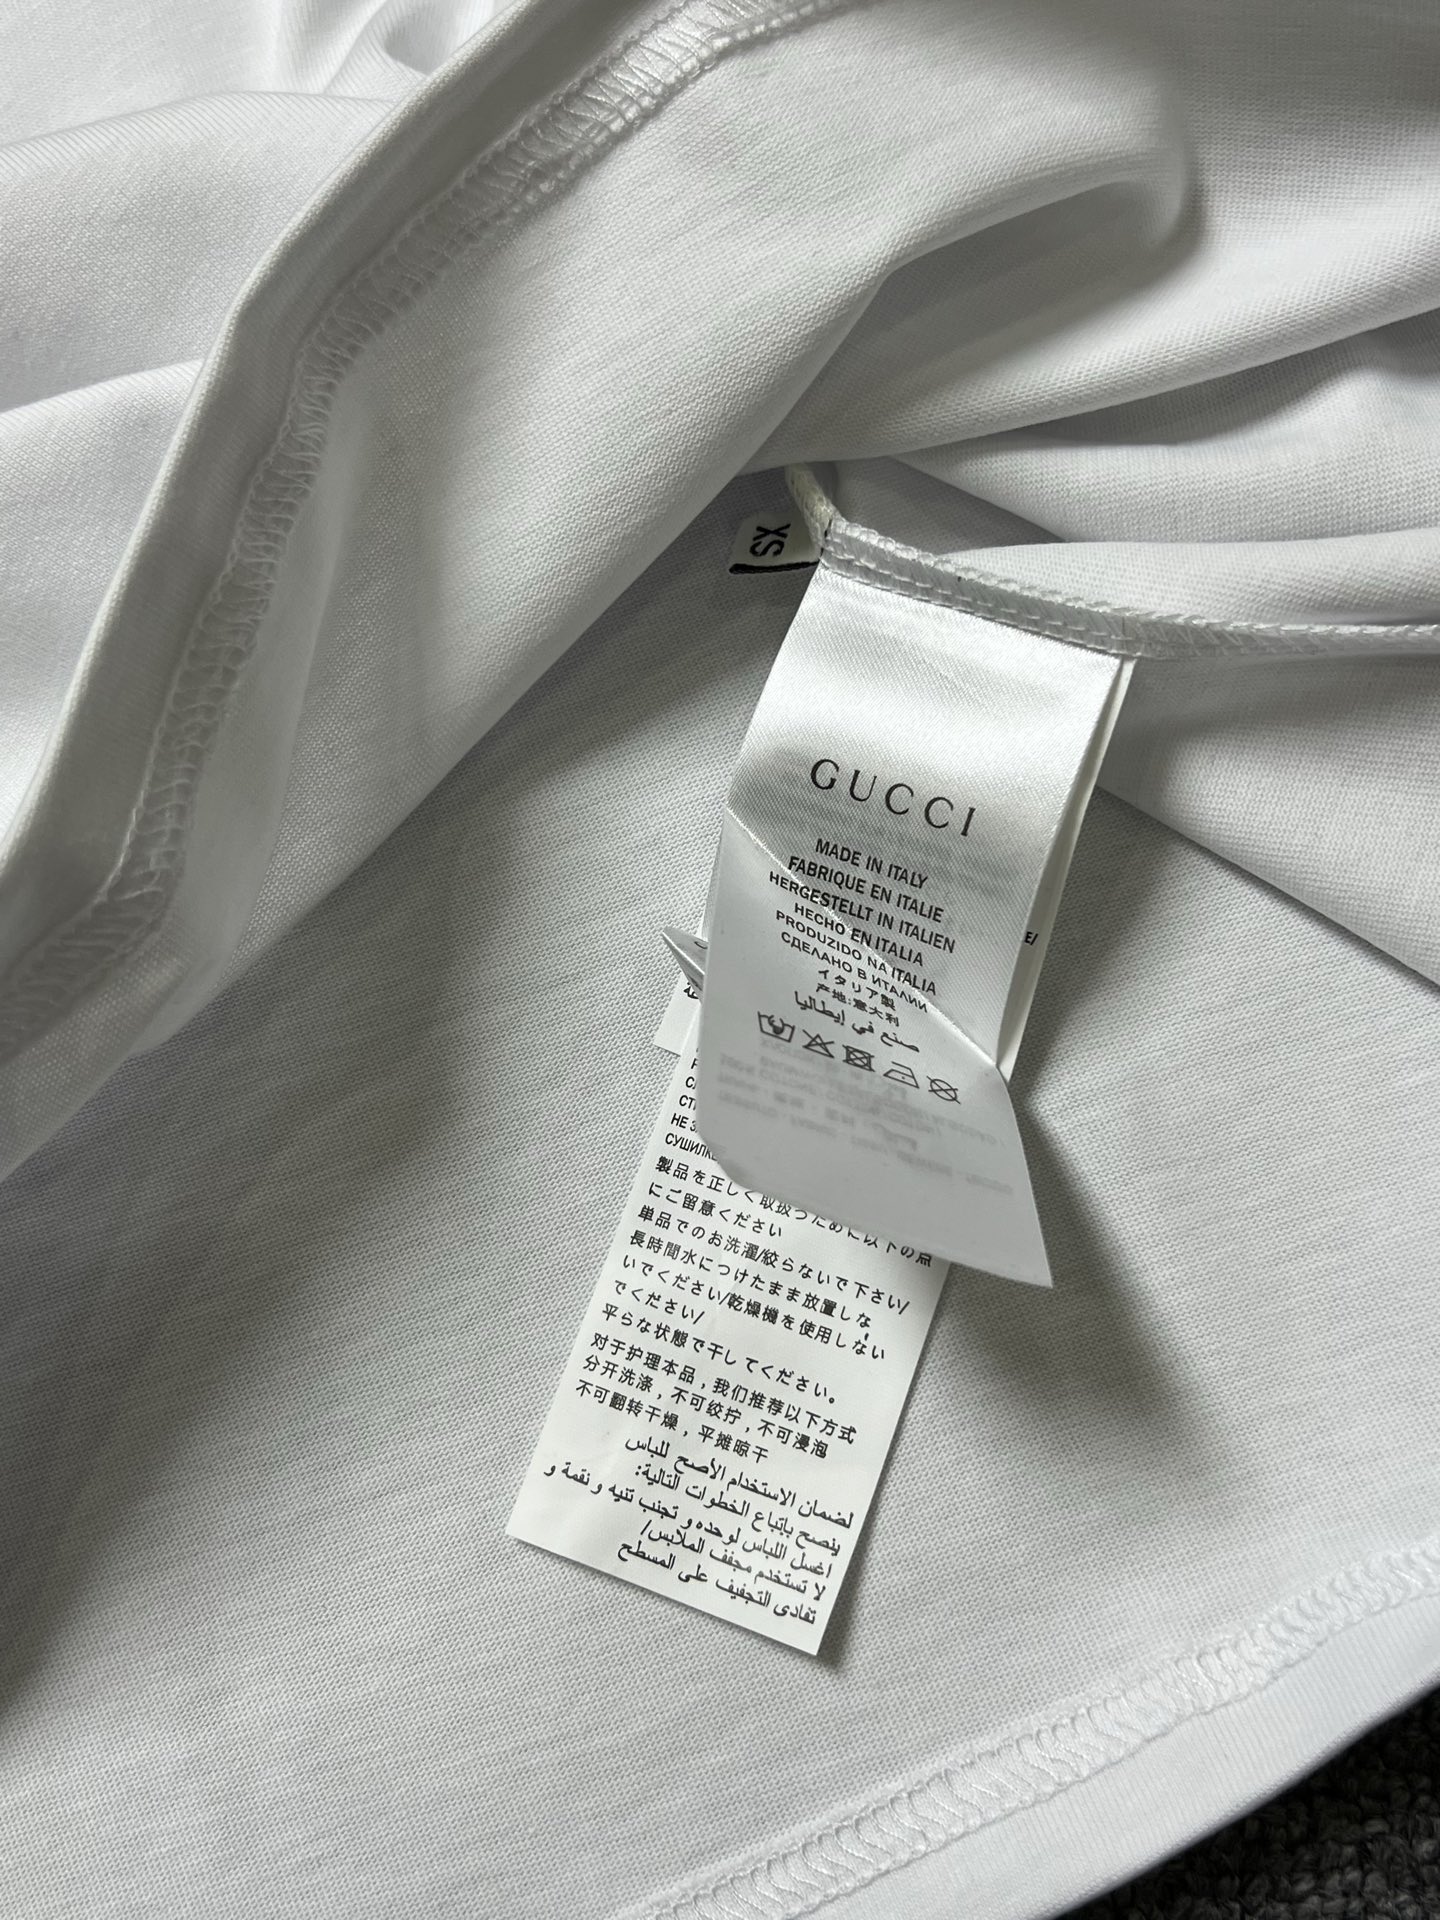 XS
GUCCI
MADE IN ITALY
FABRIQUE EN ITALIE
HERGESTELLT IN ITALIEN
HECHO EN ITALIA
PRODUZIDO NA ITALIA
СДЕЛАНО В ИТАЛИИ
イタリア製
产地:意大利
صنع في إيطاليا
E/
НЕ З
СУШИЛКЕ
製品を正しく取扱うために以下の点
にご留意ください
単品でのお洗濯/絞らないで下さい/
長時間水につけたまま放置しな
いでください/乾燥機を使用しない
でください/
平らな状態で干してください。
对于护理本品，我们推荐以下方式
分开洗涤，不可绞拧，不可浸泡
不可翻转干燥，平摊晾干
لضمان الاستخدام الأصح للباس
ينصح باتباع الخطوات التالية:
اغسل اللباس لوحده و تجنب تنيه و نقمة و
لا تستخدم مجفف الملابس/
تفادى التجفيف على المسطح